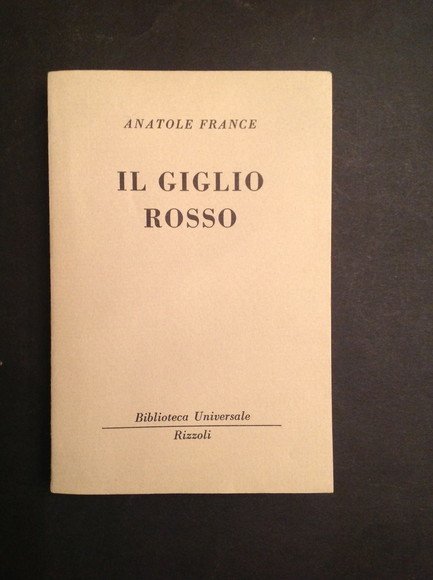 ANATOLE FRANCE
IL GIGLIO
ROSSO
Biblioteca Universale
Rizzoli